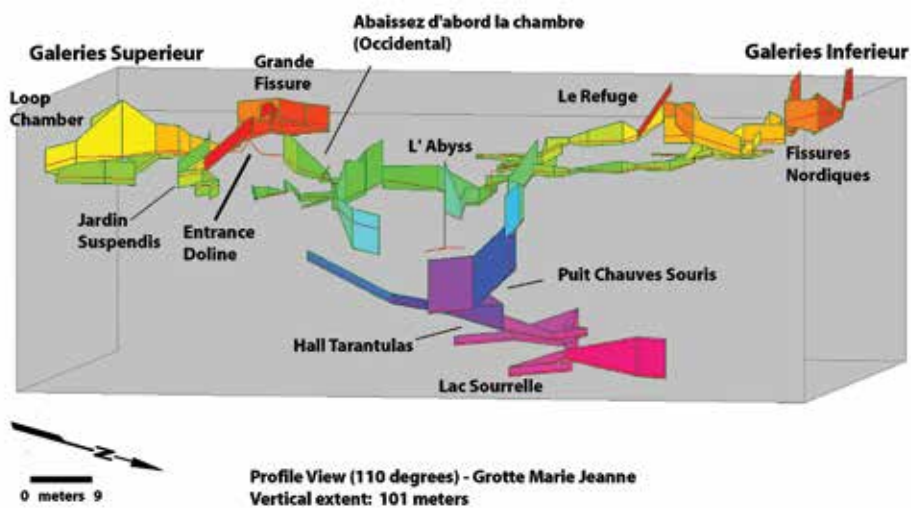 Abaissez d'abord la chambre
(Occidental)
Galeries Superieur
Galeries Inferieur
Grande
Fissure
Loop
Chamber
Le Refuge
L' Abyss
Fissures
Nordiques
Jardin
Suspendis
Entrance
Doline
Puit Chauves Souris
Hall Tarantulas
Lac Sourrelle
N
0 meters 9
Profile View (110 degrees) - Grotte Marie Jeanne
Vertical extent: 101 meters